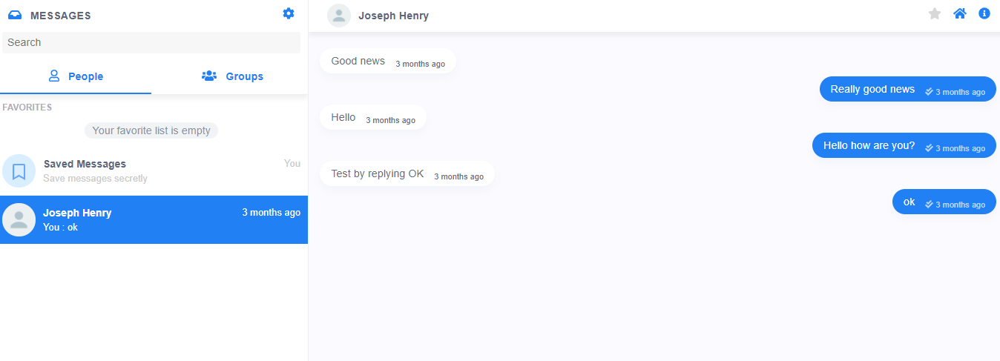 MESSAGES
Search
People
Groups
FAVORITES
Your favorite list is empty
Saved Messages
You
Save messages secretly
Joseph Henry
3 months ago
You : ok
Joseph Henry
Good news 3 months ago
Really good news 3 months ago
Hello 3 months ago
Hello how are you? 3 months ago
Test by replying OK 3 months ago
ok 3 months ago